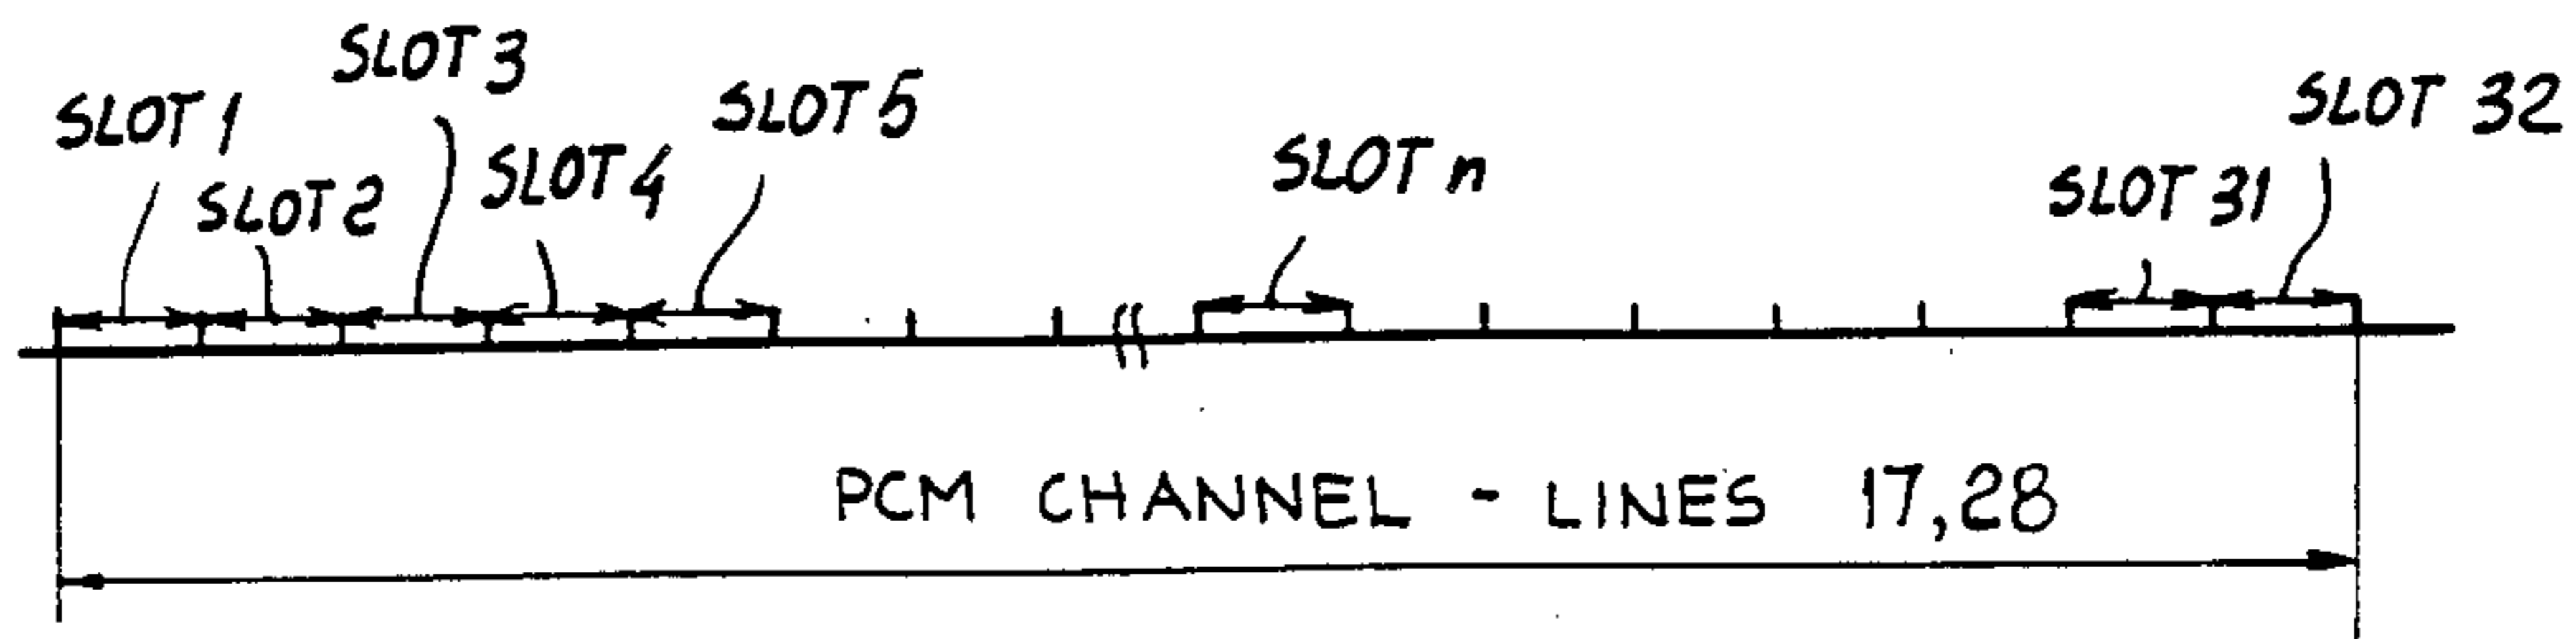 SLOT 1
SLOT 2
SLOT 3
SLOT 4
SLOT 5
SLOT n
SLOT 31
SLOT 32
PCM CHANNEL - LINES 17,28